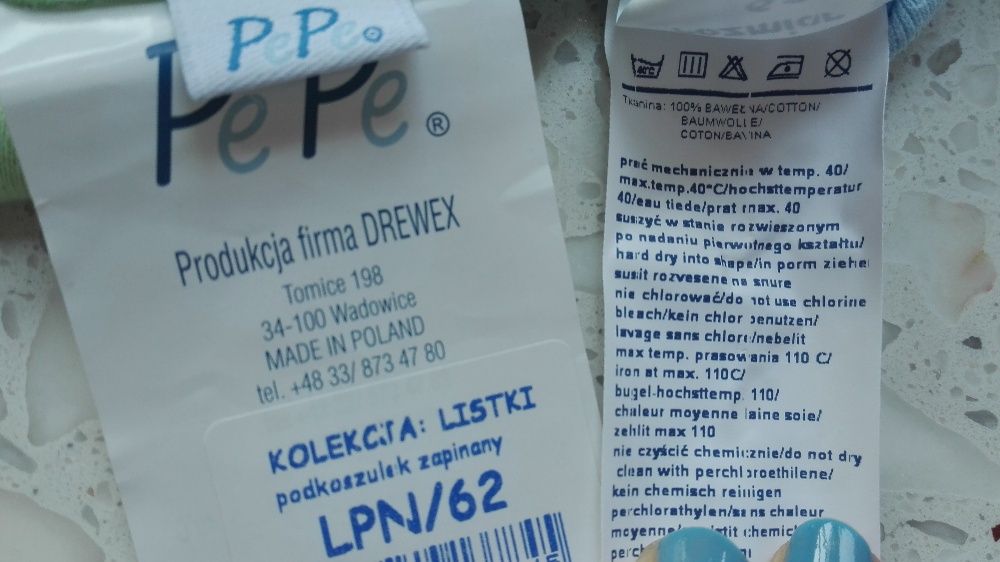 PePe
PePe®
Produkcja firma DREWEX
Tomice 198
34-100 Wadowice
MADE IN POLAND
tel. +48 33/ 873 47 80
KOLEKCJA: LISTKI
podkoszulek zapinany
LPN/62
rozmiar
40°C
Tkanina: 100% BAWEŁNA/COTTON/
BAUMWOLLE/
COTON/BAVLNA
prać mechanicznie w temp. 40/
max.temp.40°C/hochsttemperatur
40/eau tiede/prat max. 40
suszyć w stanie rozwieszonym
po nadaniu pierwotnego kształtu/
hard dry into shape/in porm ziehe
susit rozvesene na snure
nie chlorować/do not use chlorine
bleach/kein chlor benutzen/
lavage sans chlore/nebelit
max temp. prasowania 110 C/
iron at max. 110C/
bugel-hochsttemp. 110/
chaleur moyenne laine soie/
zehlit max 110
nie czyścić chemicznie/do not dry
clean with perchloroethilene/
kein chemisch reinigen
perchlorathylen/sans chaleur
moyenne